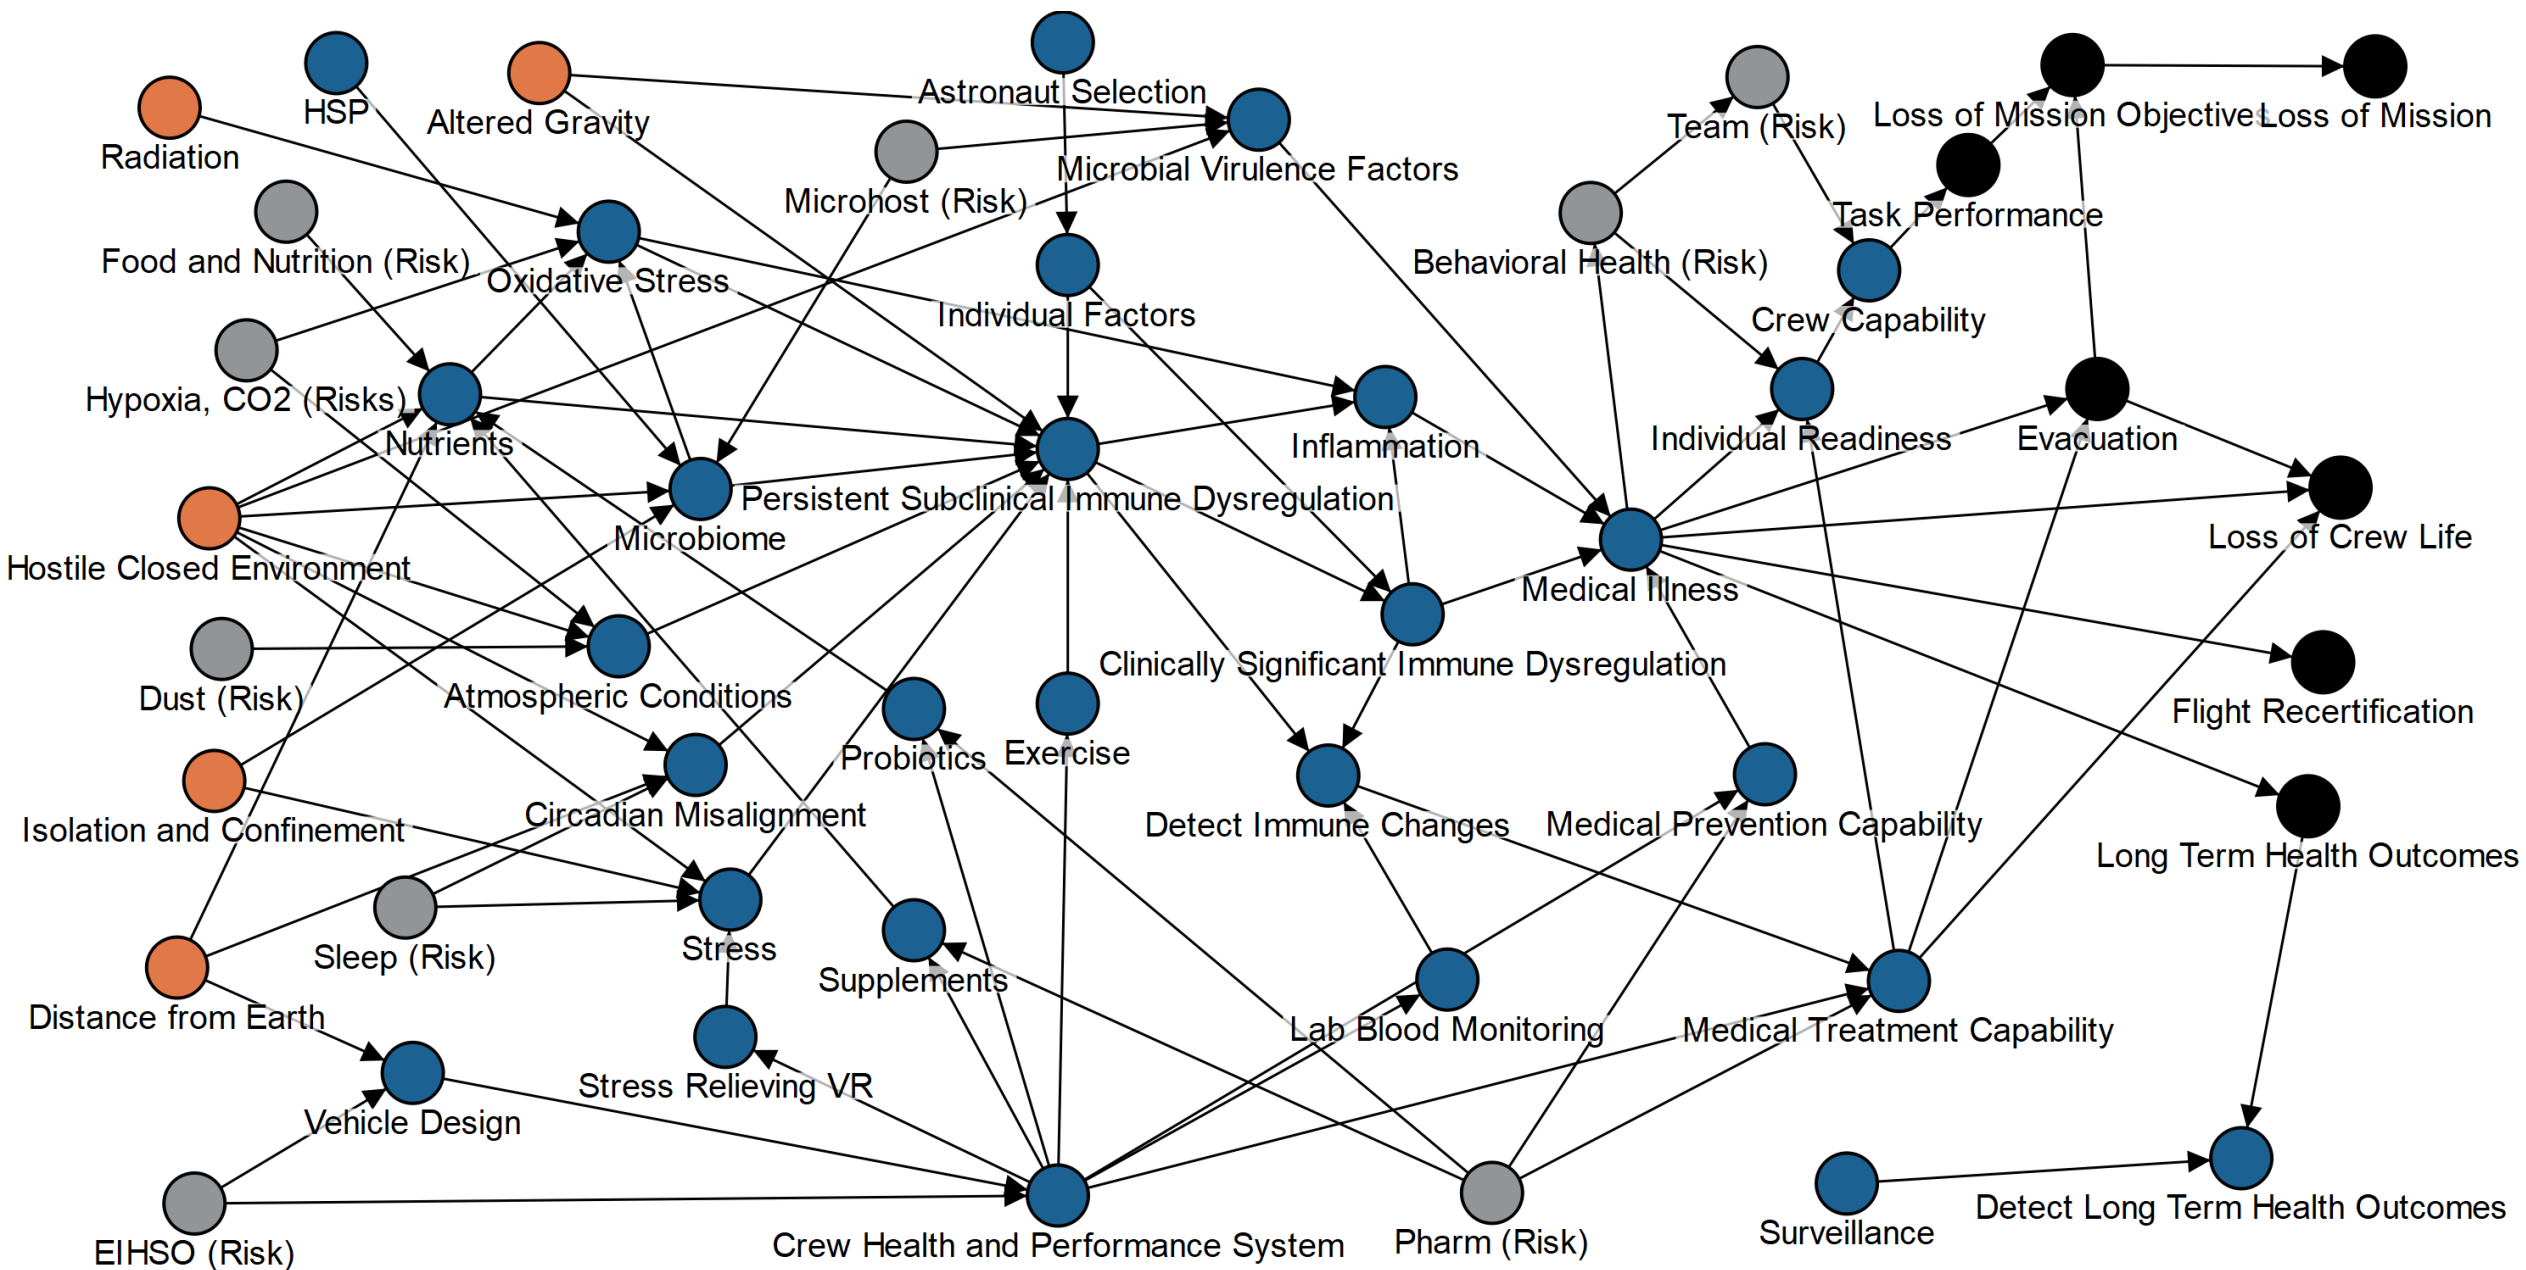 Astronaut Selection
HSP
Altered Gravity
Team (Risk)
Loss of Mission Objectives
Loss of Mission
Radiation
Microbial Virulence Factors
Microhost (Risk)
Task Performance
Food and Nutrition (Risk)
Oxidative Stress
Behavioral Health (Risk)
Individual Factors
Crew Capability
Hypoxia, CO2 (Risks)
Nutrients
Inflammation
Individual Readiness
Evacuation
Persistent Subclinical Immune Dysregulation
Microbiome
Loss of Crew Life
Hostile Closed Environment
Medical Illness
Clinically Significant Immune Dysregulation
Dust (Risk)
Atmospheric Conditions
Flight Recertification
Probiotics
Exercise
Isolation and Confinement
Circadian Misalignment
Detect Immune Changes
Medical Prevention Capability
Long Term Health Outcomes
Sleep (Risk)
Stress
Supplements
Distance from Earth
Lab Blood Monitoring
Medical Treatment Capability
Stress Relieving VR
Vehicle Design
EIHSO (Risk)
Crew Health and Performance System
Pharm (Risk)
Surveillance
Detect Long Term Health Outcomes